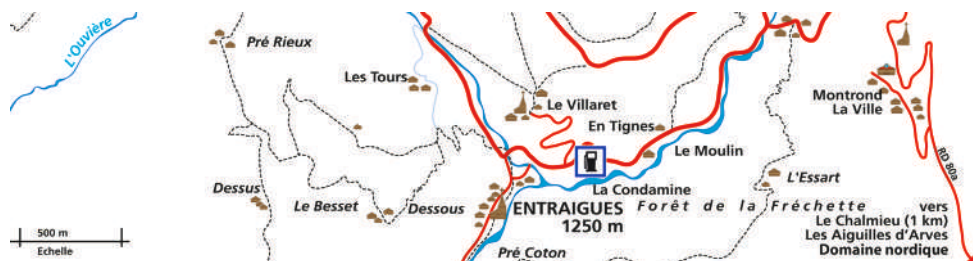 L'Ouvière
Pré Rieux
Les Tours
Le Villaret
En Tignes
Montrond
La Ville
Le Moulin
RD 80a
L'Essart
Dessus
Le Besset
Dessous
La Condamine
ENTRAIGUES
1250 m
Forêt de la Fréchette
vers
Le Chalmieu (1 km)
Les Aiguilles d'Arves
Domaine nordique
Pré Coton
500 m
Echelle